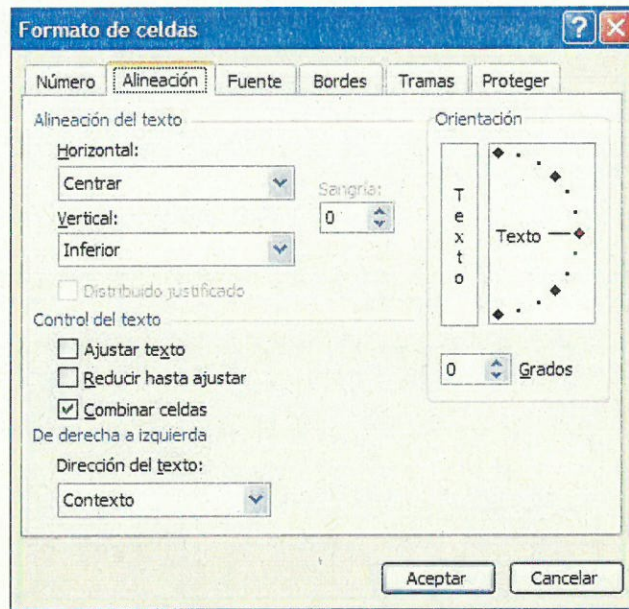 Formato de celdas
Número Alineación Fuente Bordes Tramas Proteger
Alineación del texto
Horizontal:
Centrar
Sangría:
0
Vertical:
Inferior
Distribuido justificado
Control del texto
Ajustar texto
Reducir hasta ajustar
Combinar celdas
De derecha a izquierda
Dirección del texto:
Contexto
Orientación
Texto
Texto
0 Grados
Aceptar Cancelar